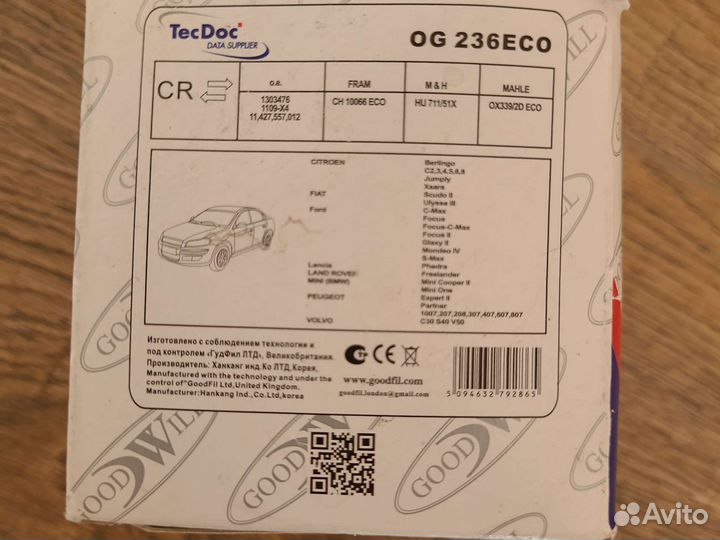 TecDoc
DATA SUPPLIER
OG 236ECO
CR
o.e.
FRAM
M & H
MAHLE
1303476
1109-X4
11,427,557,012
CH 10066 ECO
HU 711/51X
OX339/2D ECO
CITROEN Berlingo
C2,3,4,5,6,8
Jumply
Xsara
FIAT Scudo II
Ulysse III
Ford C-Max
Focus
Focus-C-Max
Focus II
Glaxy II
Mondeo IV
S-Max
Lancia Phedra
LAND ROVER Freelander
MINI (BMW) Mini Cooper II
Mini One
PEUGEOT Expert II
Partner
1007,207,208,307,407,607,807
VOLVO C30 S40 V50
Изготовлено с соблюдением технологии и
под контролем «ГудФил ЛТД», Великобритания.
Производитель: Ханканг инд.Ко ЛТД,Корея,
Manufactured with the technology and under the
control of"GoodFil Ltd,United Kingdom.
Manufacturer:Hankang Ind.,Co.,korea
CE
www.goodfil.com
goodfil.london@gmail.com
5 094632 792865
GOODWILL
GOODWILL
GOODWILL
Avito